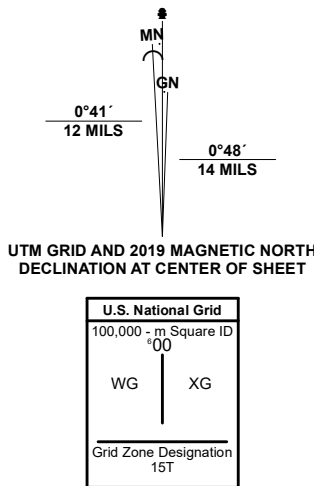 MN
GN
0°41´
12 MILS
0°48´
14 MILS
UTM GRID AND 2019 MAGNETIC NORTH
DECLINATION AT CENTER OF SHEET
U.S. National Grid
100,000 - m Square ID
⁶00
WG XG
Grid Zone Designation
15T